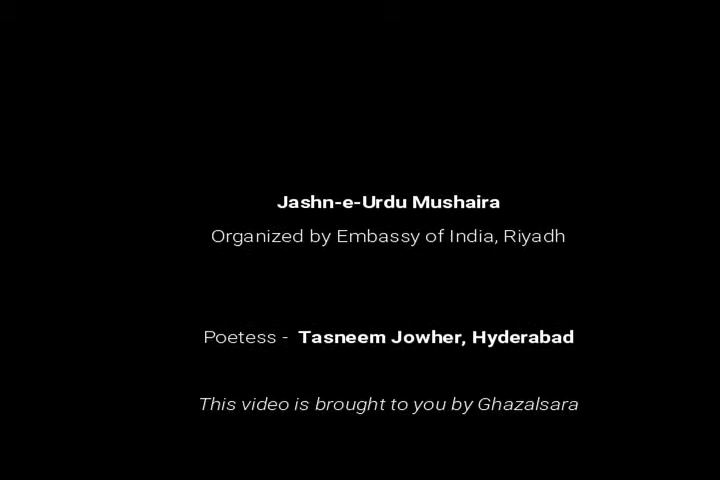 Jashn-e-Urdu Mushaira
Organized by Embassy of India, Riyadh
Poetess - Tasneem Jowher, Hyderabad
This video is brought to you by Ghazalsara